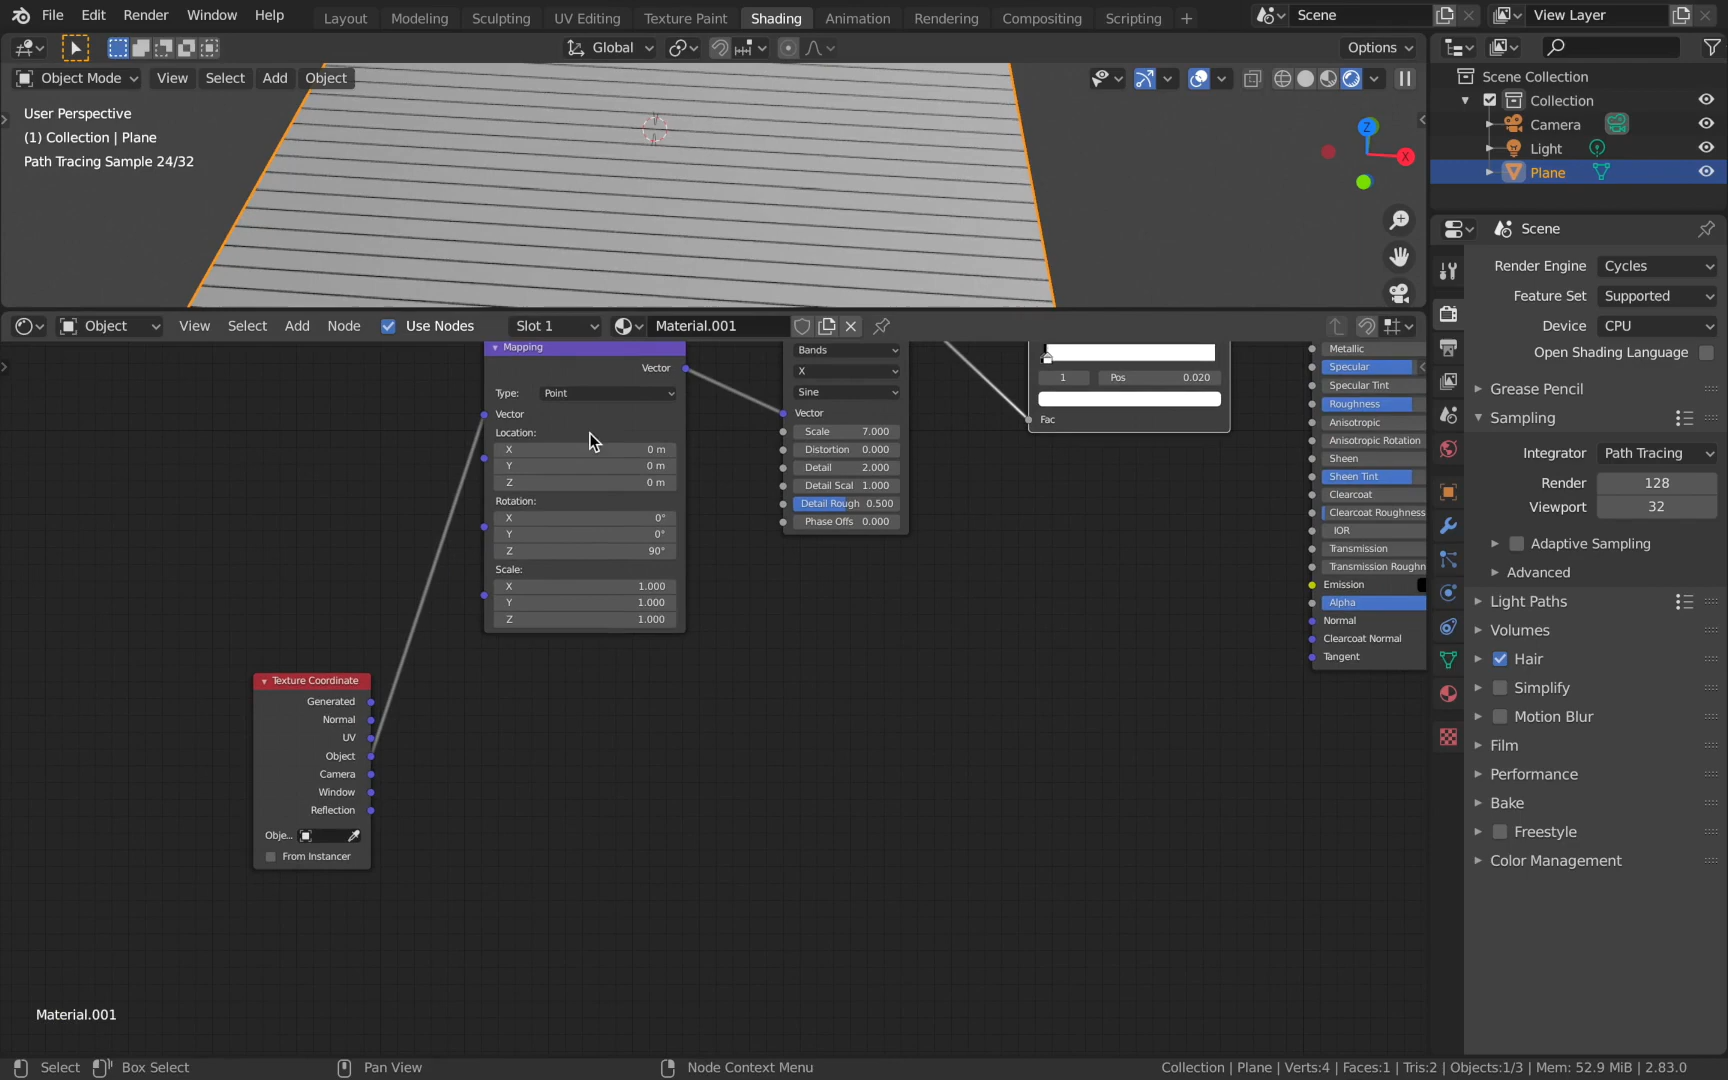 File Edit Render Window Help Layout Modeling Sculpting UV Editing Texture Paint Shading Animation Rendering Compositing Scripting + Scene View Layer
Global Options
Object Mode View Select Add Object
User Perspective
(1) Collection | Plane
Path Tracing Sample 24/32
Z
X
Scene Collection
Collection
Camera
Light
Plane
Object View Select Add Node Use Nodes Slot 1 Material.001
Mapping
Vector
Type: Point
Vector
Location:
X 0 m
Y 0 m
Z 0 m
Rotation:
X 0°
Y 0°
Z 90°
Scale:
X 1.000
Y 1.000
Z 1.000
Texture Coordinate
Generated
Normal
UV
Object
Camera
Window
Reflection
Obje...
From Instancer
Bands
X
Sine
Vector
Scale 7.000
Distortion 0.000
Detail 2.000
Detail Scal 1.000
Detail Rough 0.500
Phase Offs 0.000
1 Pos 0.020
Fac
Metallic
Specular
Specular Tint
Roughness
Anisotropic
Anisotropic Rotation
Sheen
Sheen Tint
Clearcoat
Clearcoat Roughness
IOR
Transmission
Transmission Roughn
Emission
Alpha
Normal
Clearcoat Normal
Tangent
Scene
Render Engine Cycles
Feature Set Supported
Device CPU
Open Shading Language
Grease Pencil
Sampling
Integrator Path Tracing
Render 128
Viewport 32
Adaptive Sampling
Advanced
Light Paths
Volumes
Hair
Simplify
Motion Blur
Film
Performance
Bake
Freestyle
Color Management
Material.001
Select Box Select Pan View Node Context Menu Collection | Plane | Verts:4 | Faces:1 | Tris:2 | Objects:1/3 | Mem: 52.9 MiB | 2.83.0